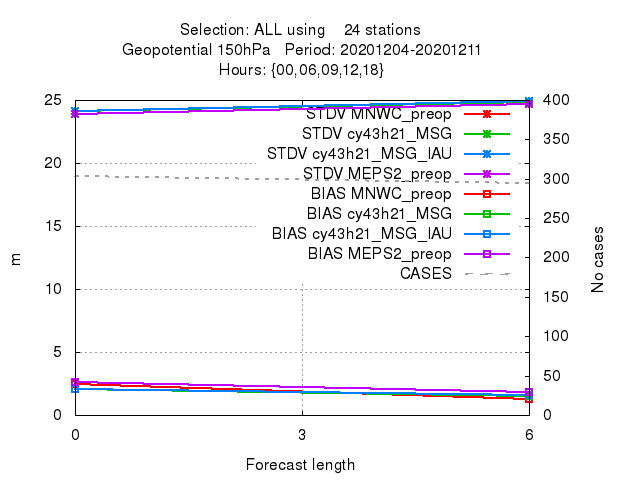 Selection: ALL using    24 stations
Geopotential 150hPa   Period: 20201204-20201211
Hours: {00,06,09,12,18}
25
20
15
10
5
0
400
350
300
250
200
150
100
50
0
STDV MNWC_preop
STDV cy43h21_MSG
STDV cy43h21_MSG_IAU
STDV MEPS2_preop
BIAS MNWC_preop
BIAS cy43h21_MSG
BIAS cy43h21_MSG_IAU
BIAS MEPS2_preop
CASES
m
No cases
0 3 6
Forecast length